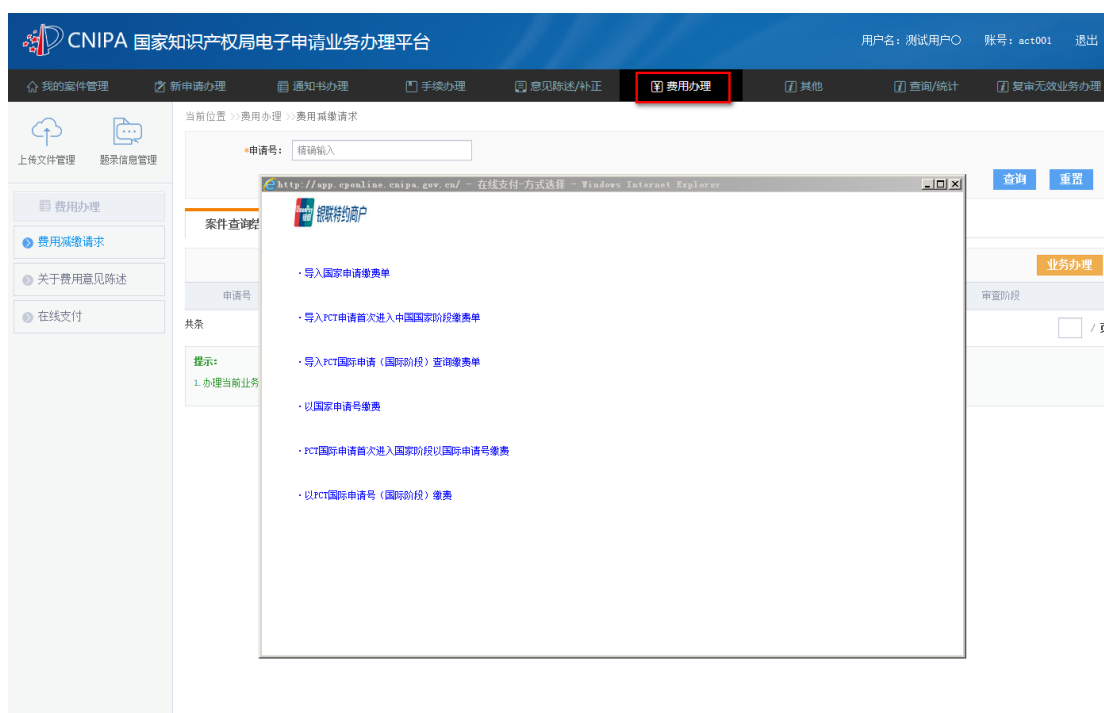 CNIPA 国家知识产权局电子申请业务办理平台
用户名：测试用户〇 账号：act001 退出
我的案件管理 新申请办理 通知书办理 手续办理 意见陈述/补正 费用办理 其他 查询/统计 复审无效业务办理
上传文件管理 题录信息管理
当前位置 >>费用办理 >>费用减缴请求
*申请号： 精确输入
查询 重置
费用办理
费用减缴请求
关于费用意见陈述
在线支付
案件查询结
业务办理
申请号 审查阶段
共条 /
提示：
1.办理当前业务
http://app.cponline.cnipa.gov.cn/ - 在线支付-方式选择 - Windows Internet Explorer
UnionPay 银联 银联特约商户
·导入国家申请缴费单
·导入PCT申请首次进入中国国家阶段缴费单
·导入PCT国际申请（国际阶段）查询缴费单
·以国家申请号缴费
·PCT国际申请首次进入国家阶段以国际申请号缴费
·以PCT国际申请号（国际阶段）缴费